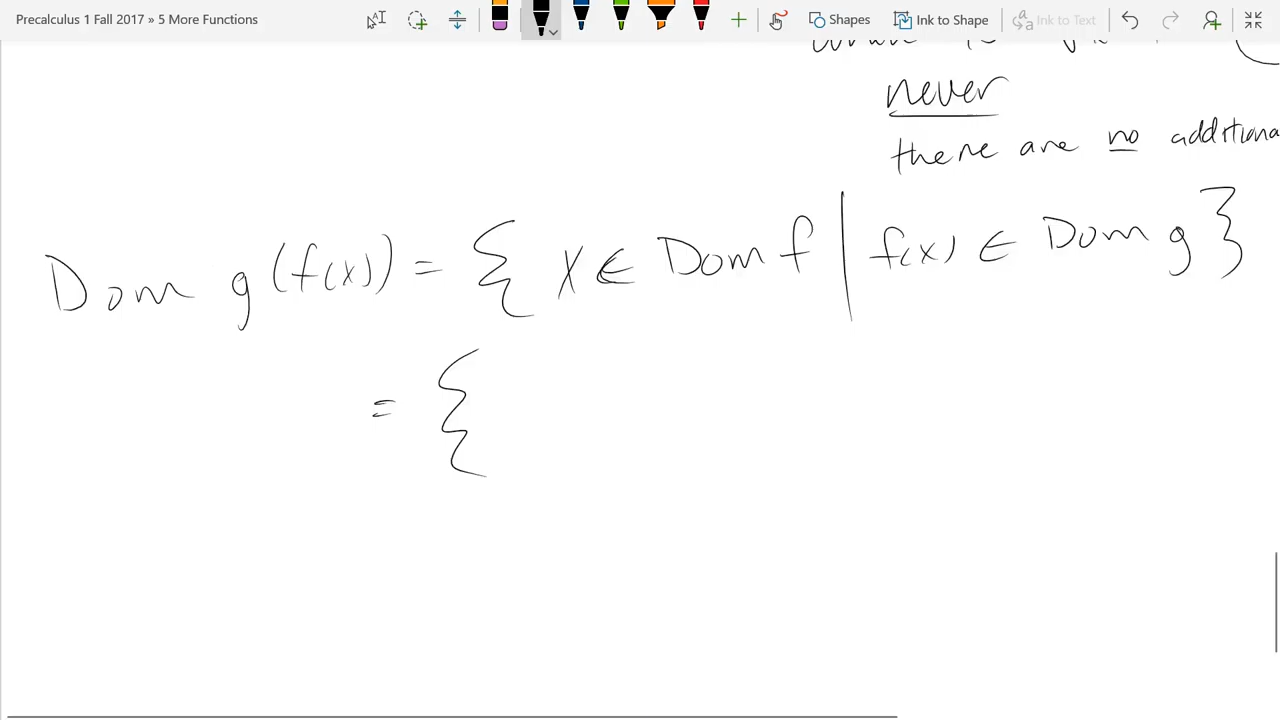 Precalculus 1 Fall 2017 » 5 More Functions
Shapes
Ink to Shape
Ink to Text
never
there are no additiona
Dom g(f(x)) = { x ∈ Dom f | f(x) ∈ Dom g }
= {